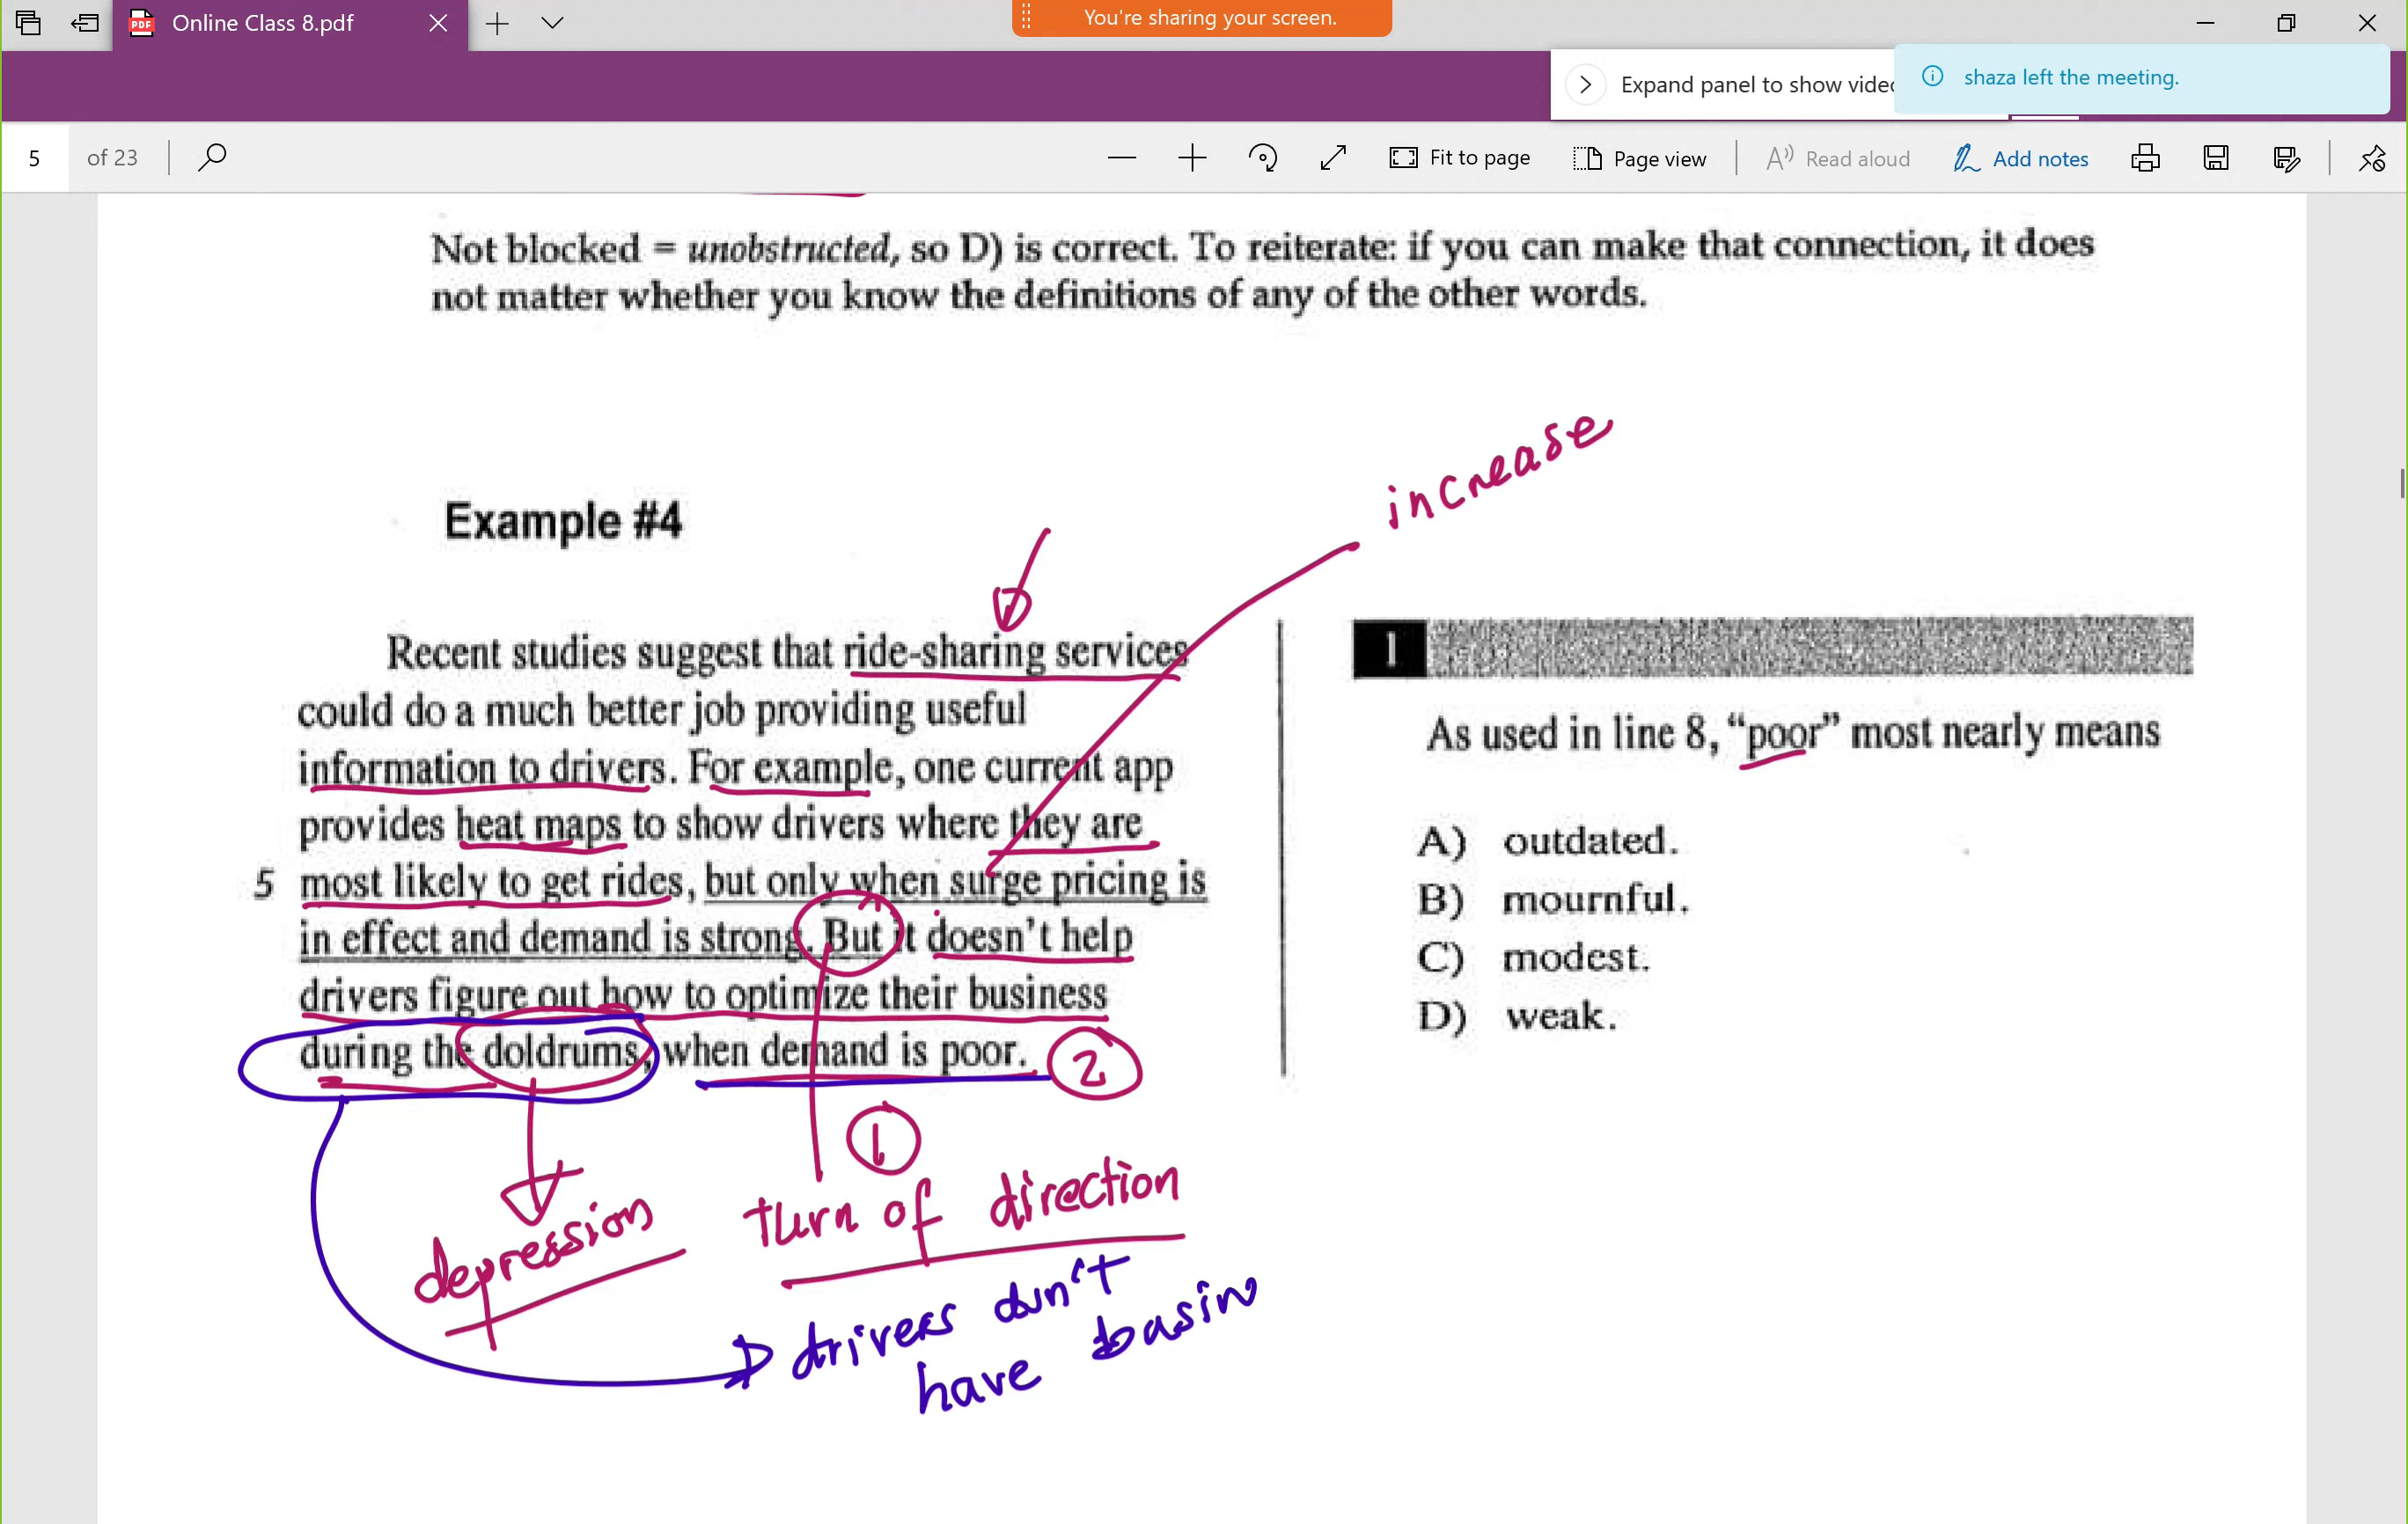 Online Class 8.pdf
You're sharing your screen.
Expand panel to show vide
shaza left the meeting.
5 of 23
Fit to page
Page view
Read aloud
Add notes
Not blocked = unobstructed, so D) is correct. To reiterate: if you can make that connection, it does
not matter whether you know the definitions of any of the other words.
increase
Example #4
Recent studies suggest that ride-sharing services
could do a much better job providing useful
information to drivers. For example, one current app
provides heat maps to show drivers where they are
5 most likely to get rides, but only when surge pricing is
in effect and demand is strong. But it doesn't help
drivers figure out how to optimize their business
during the doldrums, when demand is poor.
2
1
depression
turn of direction
drivers don't
have
1
As used in line 8, “poor” most nearly means
A) outdated.
B) mournful.
C) modest.
D) weak.